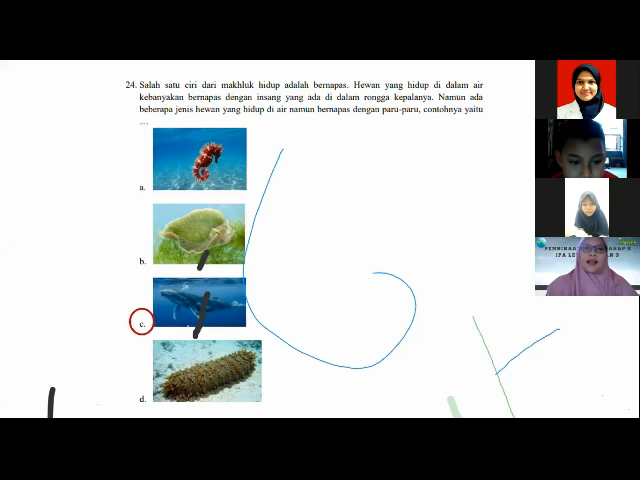 24. Salah satu ciri dari makhluk hidup adalah bernapas. Hewan yang hidup di dalam air
kebanyakan bernapas dengan insang yang ada di dalam rongga kepalanya. Namun ada
beberapa jenis hewan yang hidup di air namun bernapas dengan paru-paru, contohnya yaitu
...
a.
b.
c.
d.